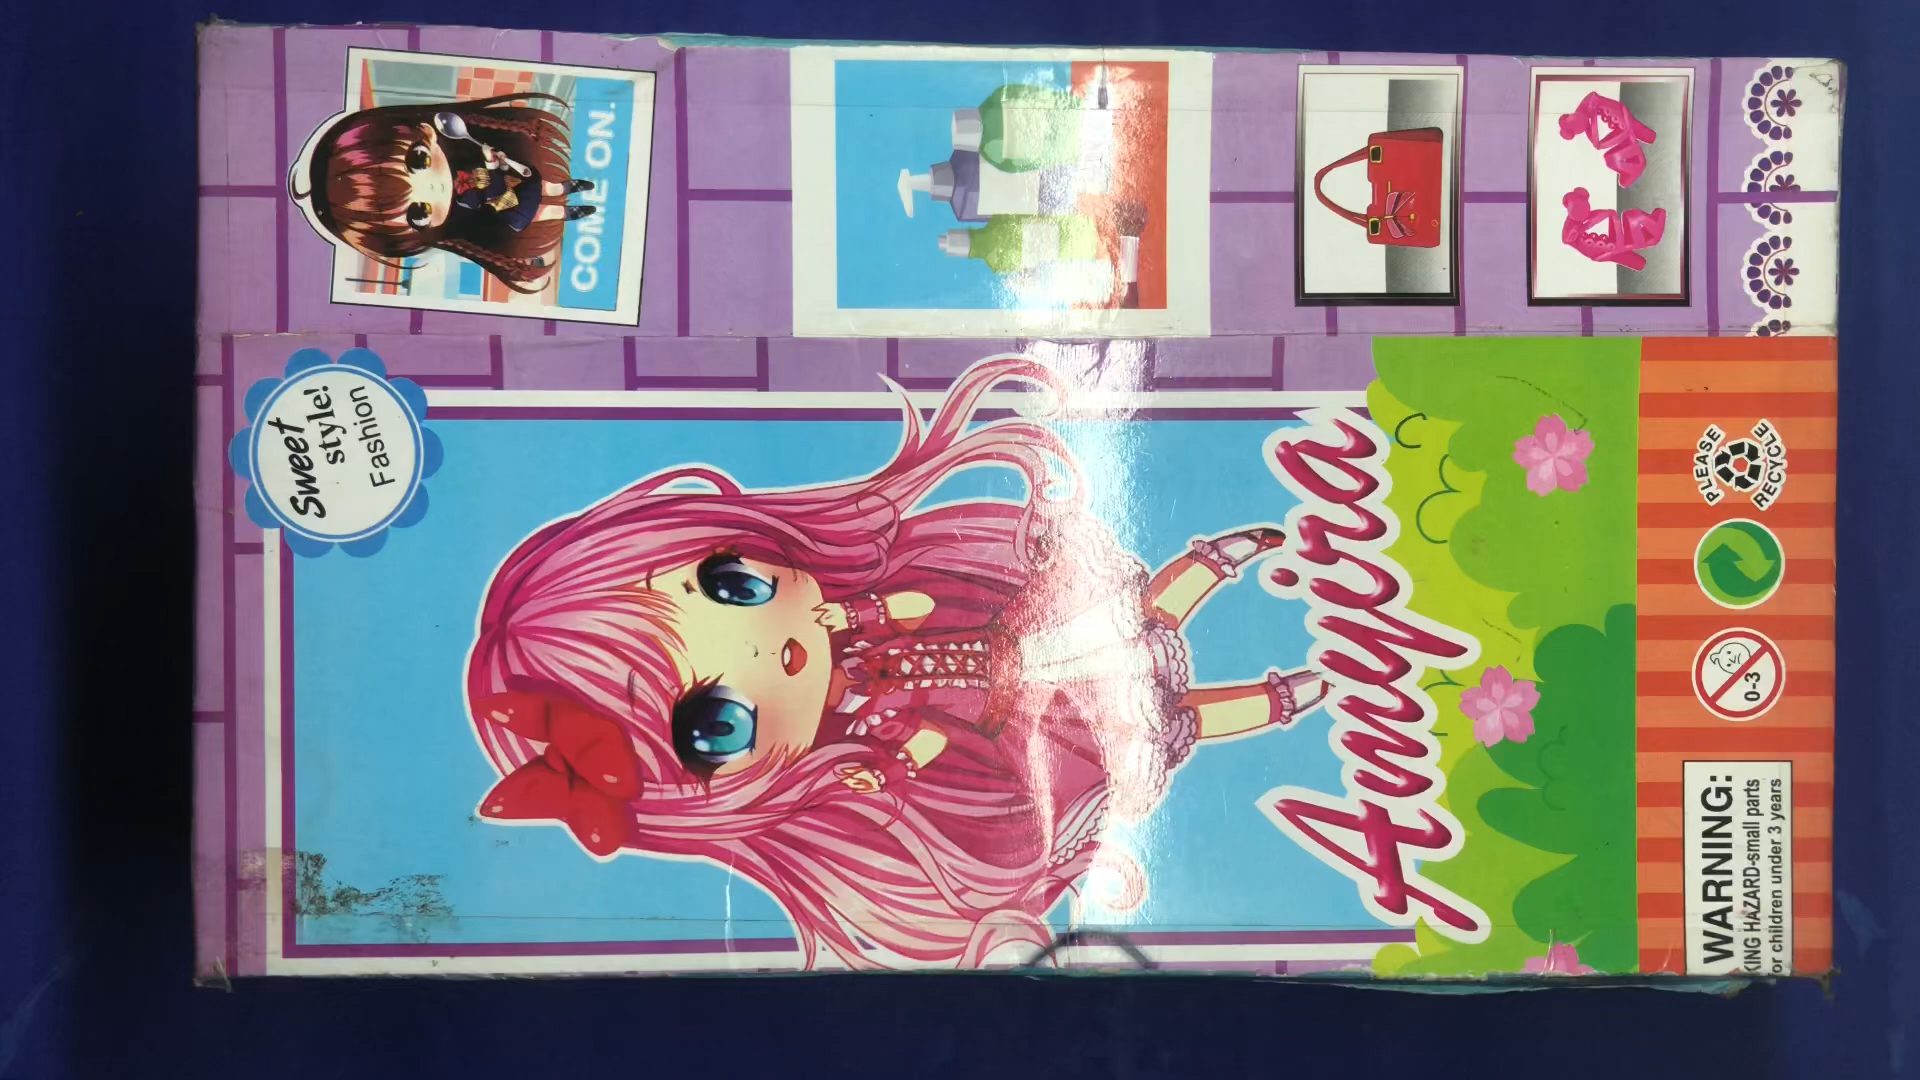 Sweet
style!
Fashion
COME ON.
Amyira
PLEASE
RECYCLE
0-3
WARNING:
KING HAZARD-small parts
or children under 3 years